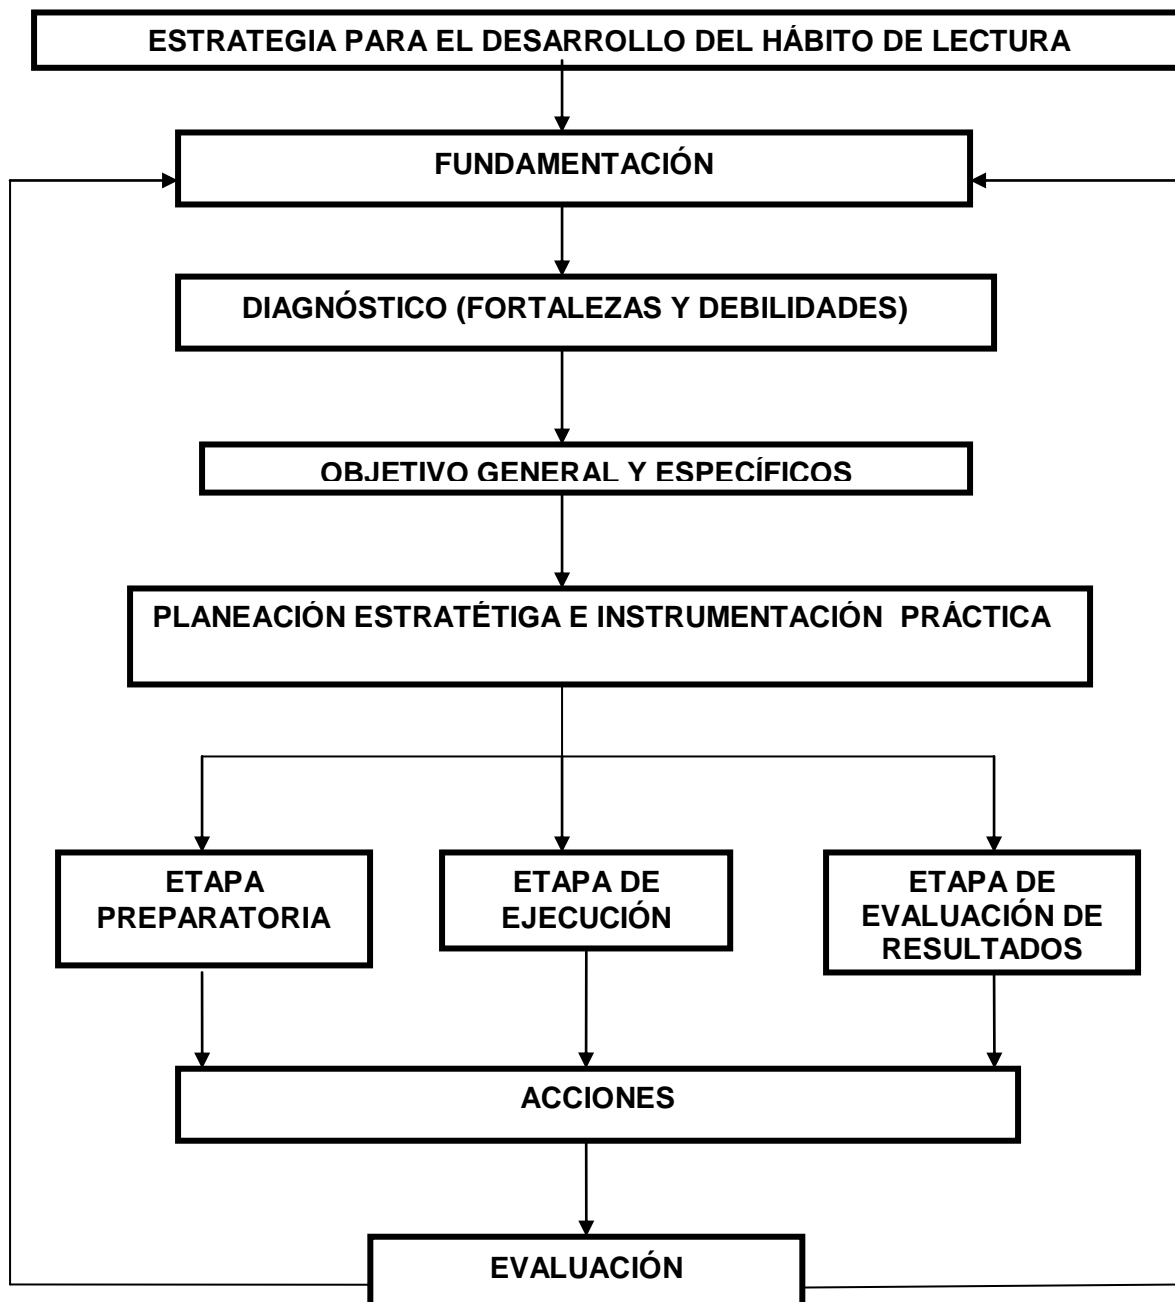 ESTRATEGIA PARA EL DESARROLLO DEL HÁBITO DE LECTURA
FUNDAMENTACIÓN
DIAGNÓSTICO (FORTALEZAS Y DEBILIDADES)
OBJETIVO GENERAL Y ESPECÍFICOS
PLANEACIÓN ESTRATÉTIGA E INSTRUMENTACIÓN PRÁCTICA
ETAPA
PREPARATORIA
ETAPA DE
EJECUCIÓN
ETAPA DE
EVALUACIÓN DE
RESULTADOS
ACCIONES
EVALUACIÓN